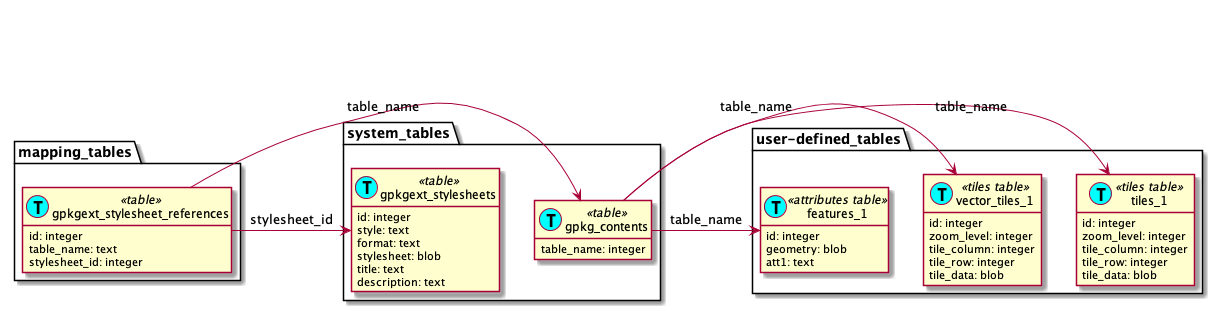 table_name
table_name
table_name
mapping_tables
T
«table»
gpkgext_stylesheet_references
id: integer
table_name: text
stylesheet_id: integer
stylesheet_id
system_tables
T
«table»
gpkgext_stylesheets
id: integer
style: text
format: text
stylesheet: blob
title: text
description: text
T
«table»
gpkg_contents
table_name: integer
table_name
user-defined_tables
T
«attributes table»
features_1
id: integer
geometry: blob
att1: text
T
«tiles table»
vector_tiles_1
id: integer
zoom_level: integer
tile_column: integer
tile_row: integer
tile_data: blob
T
«tiles table»
tiles_1
id: integer
zoom_level: integer
tile_column: integer
tile_row: integer
tile_data: blob